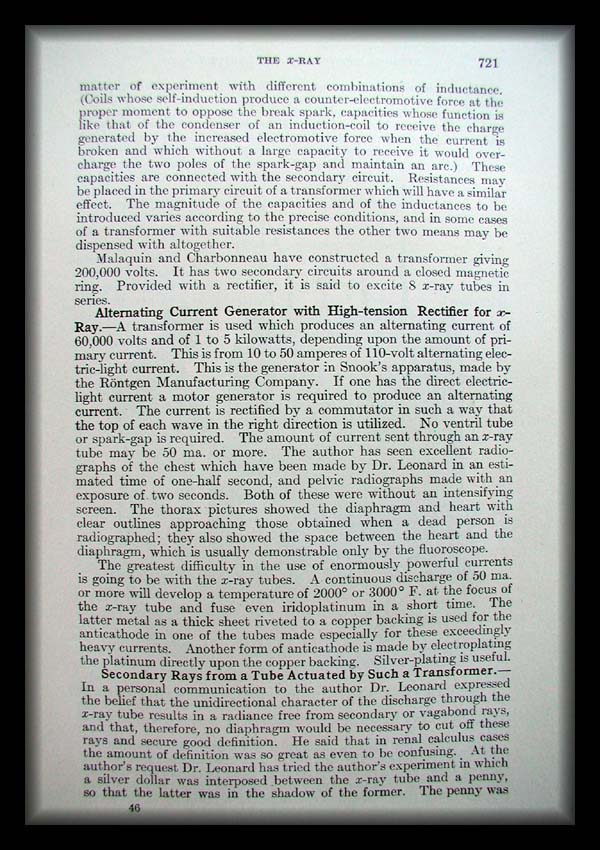 THE x-RAY 721
matter of experiment with different combinations of inductance.
(Coils whose self-induction produce a counter-electromotive force at the
proper moment to oppose the break spark, capacities whose function is
like that of the condenser of an induction-coil to receive the charge
generated by the increased electromotive force when the current is
broken and which without a large capacity to receive it would over-
charge the two poles of the spark-gap and maintain an arc.) These
capacities are connected with the secondary circuit. Resistances may
be placed in the primary circuit of a transformer which will have a similar
effect. The magnitude of the capacities and of the inductances to be
introduced varies according to the precise conditions, and in some cases
of a transformer with suitable resistances the other two means may be
dispensed with altogether.
Malaquin and Charbonneau have constructed a transformer giving
200,000 volts. It has two secondary circuits around a closed magnetic
ring. Provided with a rectifier, it is said to excite 8 x-ray tubes in
series.
Alternating Current Generator with High-tension Rectifier for x-
Ray.—A transformer is used which produces an alternating current of
60,000 volts and of 1 to 5 kilowatts, depending upon the amount of pri-
mary current. This is from 10 to 50 amperes of 110-volt alternating elec-
tric-light current. This is the generator in Snook's apparatus, made by
the Röntgen Manufacturing Company. If one has the direct electric-
light current a motor generator is required to produce an alternating
current. The current is rectified by a commutator in such a way that
the top of each wave in the right direction is utilized. No ventril tube
or spark-gap is required. The amount of current sent through an x-ray
tube may be 50 ma. or more. The author has seen excellent radio-
graphs of the chest which have been made by Dr. Leonard in an esti-
mated time of one-half second, and pelvic radiographs made with an
exposure of two seconds. Both of these were without an intensifying
screen. The thorax pictures showed the diaphragm and heart with
clear outlines approaching those obtained when a dead person is
radiographed; they also showed the space between the heart and the
diaphragm, which is usually demonstrable only by the fluoroscope.
The greatest difficulty in the use of enormously powerful currents
is going to be with the x-ray tubes. A continuous discharge of 50 ma.
or more will develop a temperature of 2000° or 3000° F. at the focus of
the x-ray tube and fuse even iridoplatinum in a short time. The
latter metal as a thick sheet riveted to a copper backing is used for the
anticathode in one of the tubes made especially for these exceedingly
heavy currents. Another form of anticathode is made by electroplating
the platinum directly upon the copper backing. Silver-plating is useful.
Secondary Rays from a Tube Actuated by Such a Transformer.—
In a personal communication to the author Dr. Leonard expressed
the belief that the unidirectional character of the discharge through the
x-ray tube results in a radiance free from secondary or vagabond rays,
and that, therefore, no diaphragm would be necessary to cut off these
rays and secure good definition. He said that in renal calculus cases
the amount of definition was so great as even to be confusing. At the
author's request Dr. Leonard has tried the author's experiment in which
a silver dollar was interposed between the x-ray tube and a penny,
so that the latter was in the shadow of the former. The penny was
46